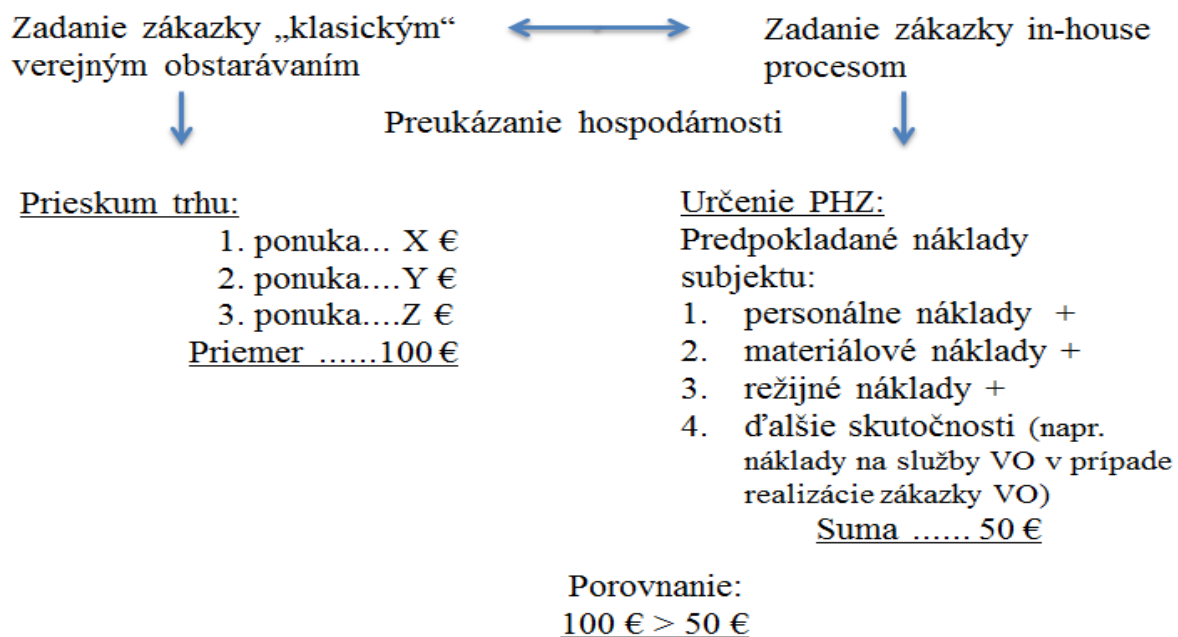 Zadanie zákazky „klasickým“
verejným obstarávaním
Zadanie zákazky in-house
procesom
Preukázanie hospodárnosti
Prieskum trhu:
1. ponuka... X €
2. ponuka....Y €
3. ponuka....Z €
Priemer ......100 €
Určenie PHZ:
Predpokladané náklady
subjektu:
1. personálne náklady +
2. materiálové náklady +
3. režijné náklady +
4. ďalšie skutočnosti (napr.
náklady na služby VO v prípade
realizácie zákazky VO)
Suma ...... 50 €
Porovnanie:
100 € > 50 €